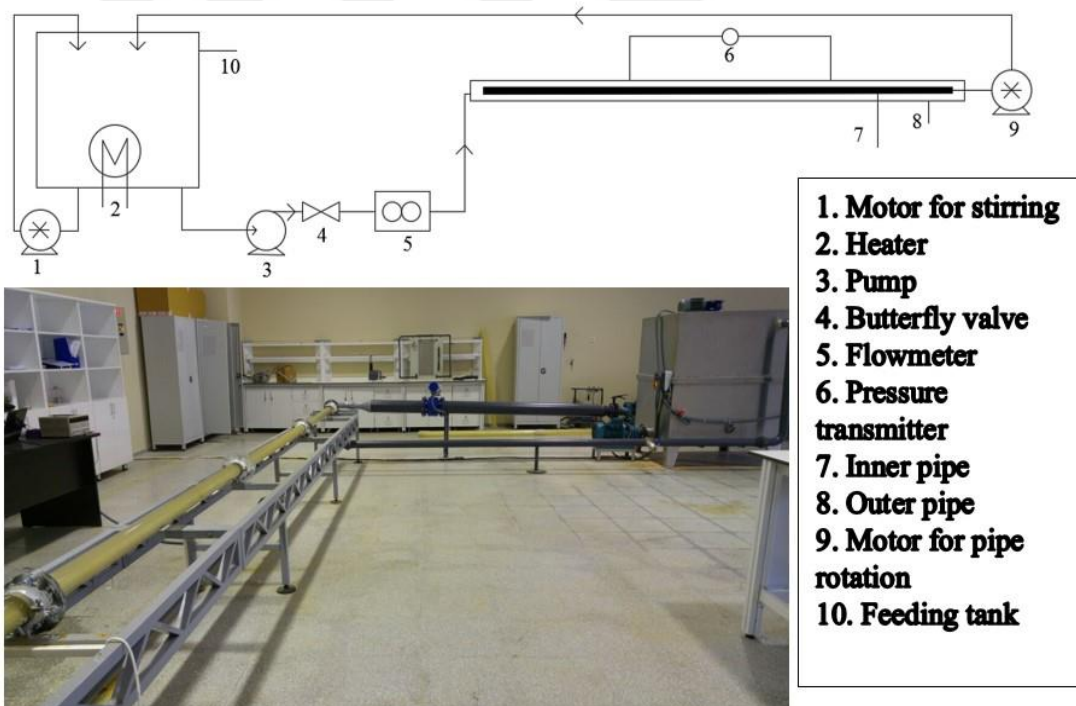 10
6
2
7
8
9
4
5
1
3
1. Motor for stirring
2. Heater
3. Pump
4. Butterfly valve
5. Flowmeter
6. Pressure
transmitter
7. Inner pipe
8. Outer pipe
9. Motor for pipe
rotation
10. Feeding tank